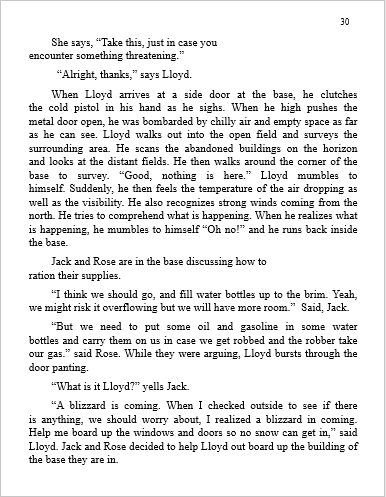 30
She says, “Take this, just in case you
encounter something threatening.”
“Alright, thanks,” says Lloyd.
When Lloyd arrives at a side door at the base, he clutches
the cold pistol in his hand as he sighs. When he high pushes the
metal door open, he was bombarded by chilly air and empty space as far
as he can see. Lloyd walks out into the open field and surveys the
surrounding area. He scans the abandoned buildings on the horizon
and looks at the distant fields. He then walks around the corner of the
base to survey. “Good, nothing is here.” Lloyd mumbles to
himself. Suddenly, he then feels the temperature of the air dropping as
well as the visibility. He also recognizes strong winds coming from the
north. He tries to comprehend what is happening. When he realizes what
is happening, he mumbles to himself “Oh no!” and he runs back inside
the base.
Jack and Rose are in the base discussing how to
ration their supplies.
“I think we should go, and fill water bottles up to the brim. Yeah,
we might risk it overflowing but we will have more room.” Said, Jack.
“But we need to put some oil and gasoline in some water
bottles and carry them on us in case we get robbed and the robber take
our gas.” said Rose. While they were arguing, Lloyd bursts through the
door panting.
“What is it Lloyd?” yells Jack.
“A blizzard is coming. When I checked outside to see if there
is anything, we should worry about, I realized a blizzard in coming.
Help me board up the windows and doors so no snow can get in,” said
Lloyd. Jack and Rose decided to help Lloyd out board up the building of
the base they are in.